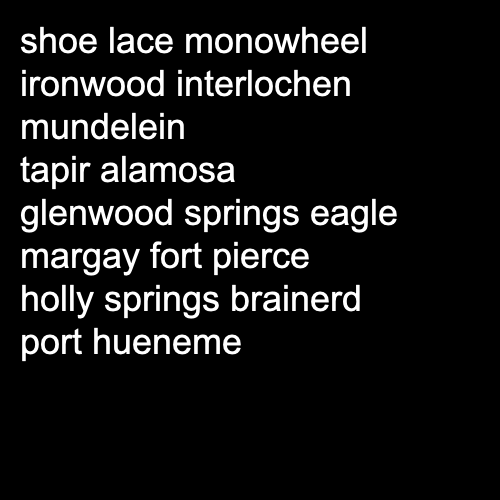 shoe lace monowheel
ironwood interlochen
mundelein
tapir alamosa
glenwood springs eagle
margay fort pierce
holly springs brainerd
port hueneme